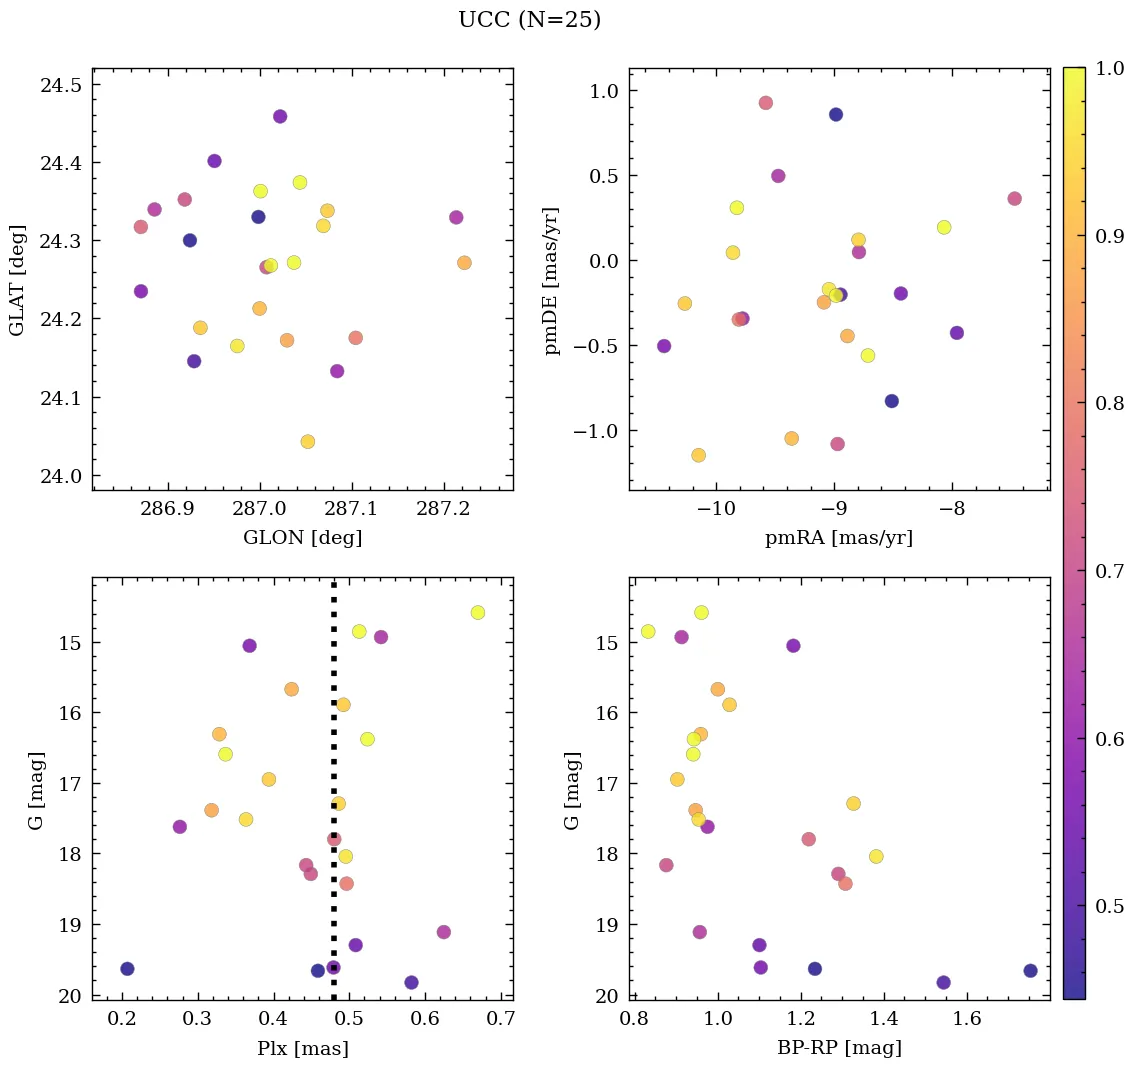 UCC (N=25)
24.5
24.4
24.3
24.2
24.1
24.0
GLAT [deg]
286.9 287.0 287.1 287.2
GLON [deg]
1.0
0.5
0.0
−0.5
−1.0
pmDE [mas/yr]
−10 −9 −8
pmRA [mas/yr]
15
16
17
18
19
20
G [mag]
0.2 0.3 0.4 0.5 0.6 0.7
Plx [mas]
15
16
17
18
19
20
G [mag]
0.8 1.0 1.2 1.4 1.6
BP-RP [mag]
1.0
0.9
0.8
0.7
0.6
0.5